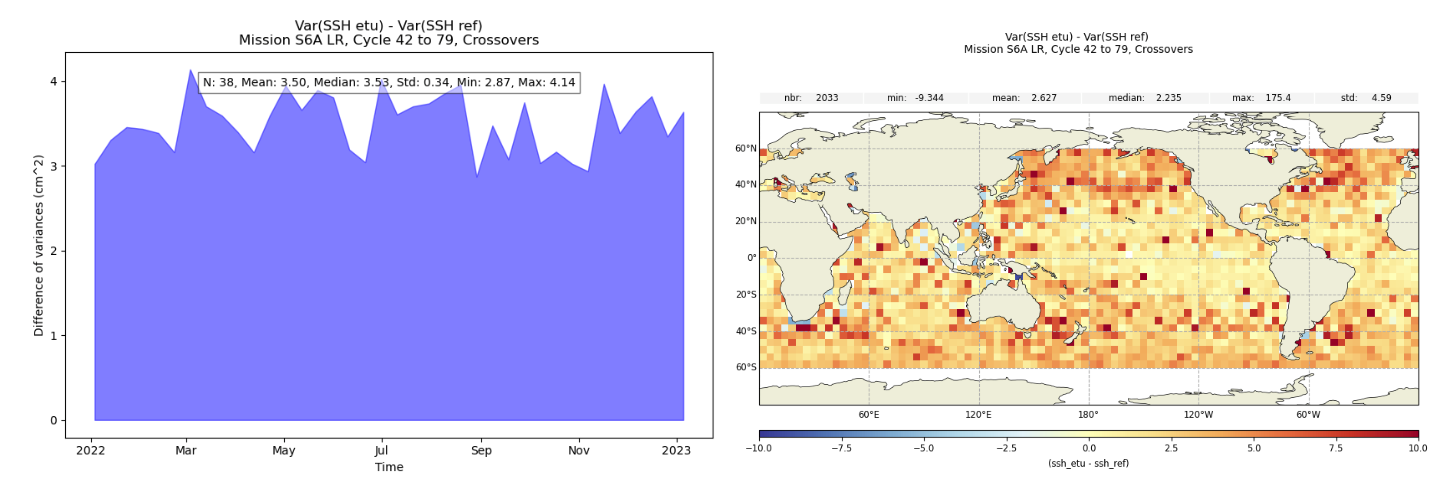 Var(SSH etu) - Var(SSH ref)
Mission S6A LR, Cycle 42 to 79, Crossovers
N: 38, Mean: 3.50, Median: 3.53, Std: 0.34, Min: 2.87, Max: 4.14
Difference of variances (cm^2)
4
3
2
1
0
2022 Mar May Jul Sep Nov 2023
Time
Var(SSH etu) - Var(SSH ref)
Mission S6A LR, Cycle 42 to 79, Crossovers
nbr: 2033 min: -9.344 mean: 2.627 median: 2.235 max: 175.4 std: 4.59
60°N
40°N
20°N
0°
20°S
40°S
60°S
60°E 120°E 180° 120°W 60°W
−10.0 −7.5 −5.0 −2.5 0.0 2.5 5.0 7.5 10.0
(ssh_etu - ssh_ref)